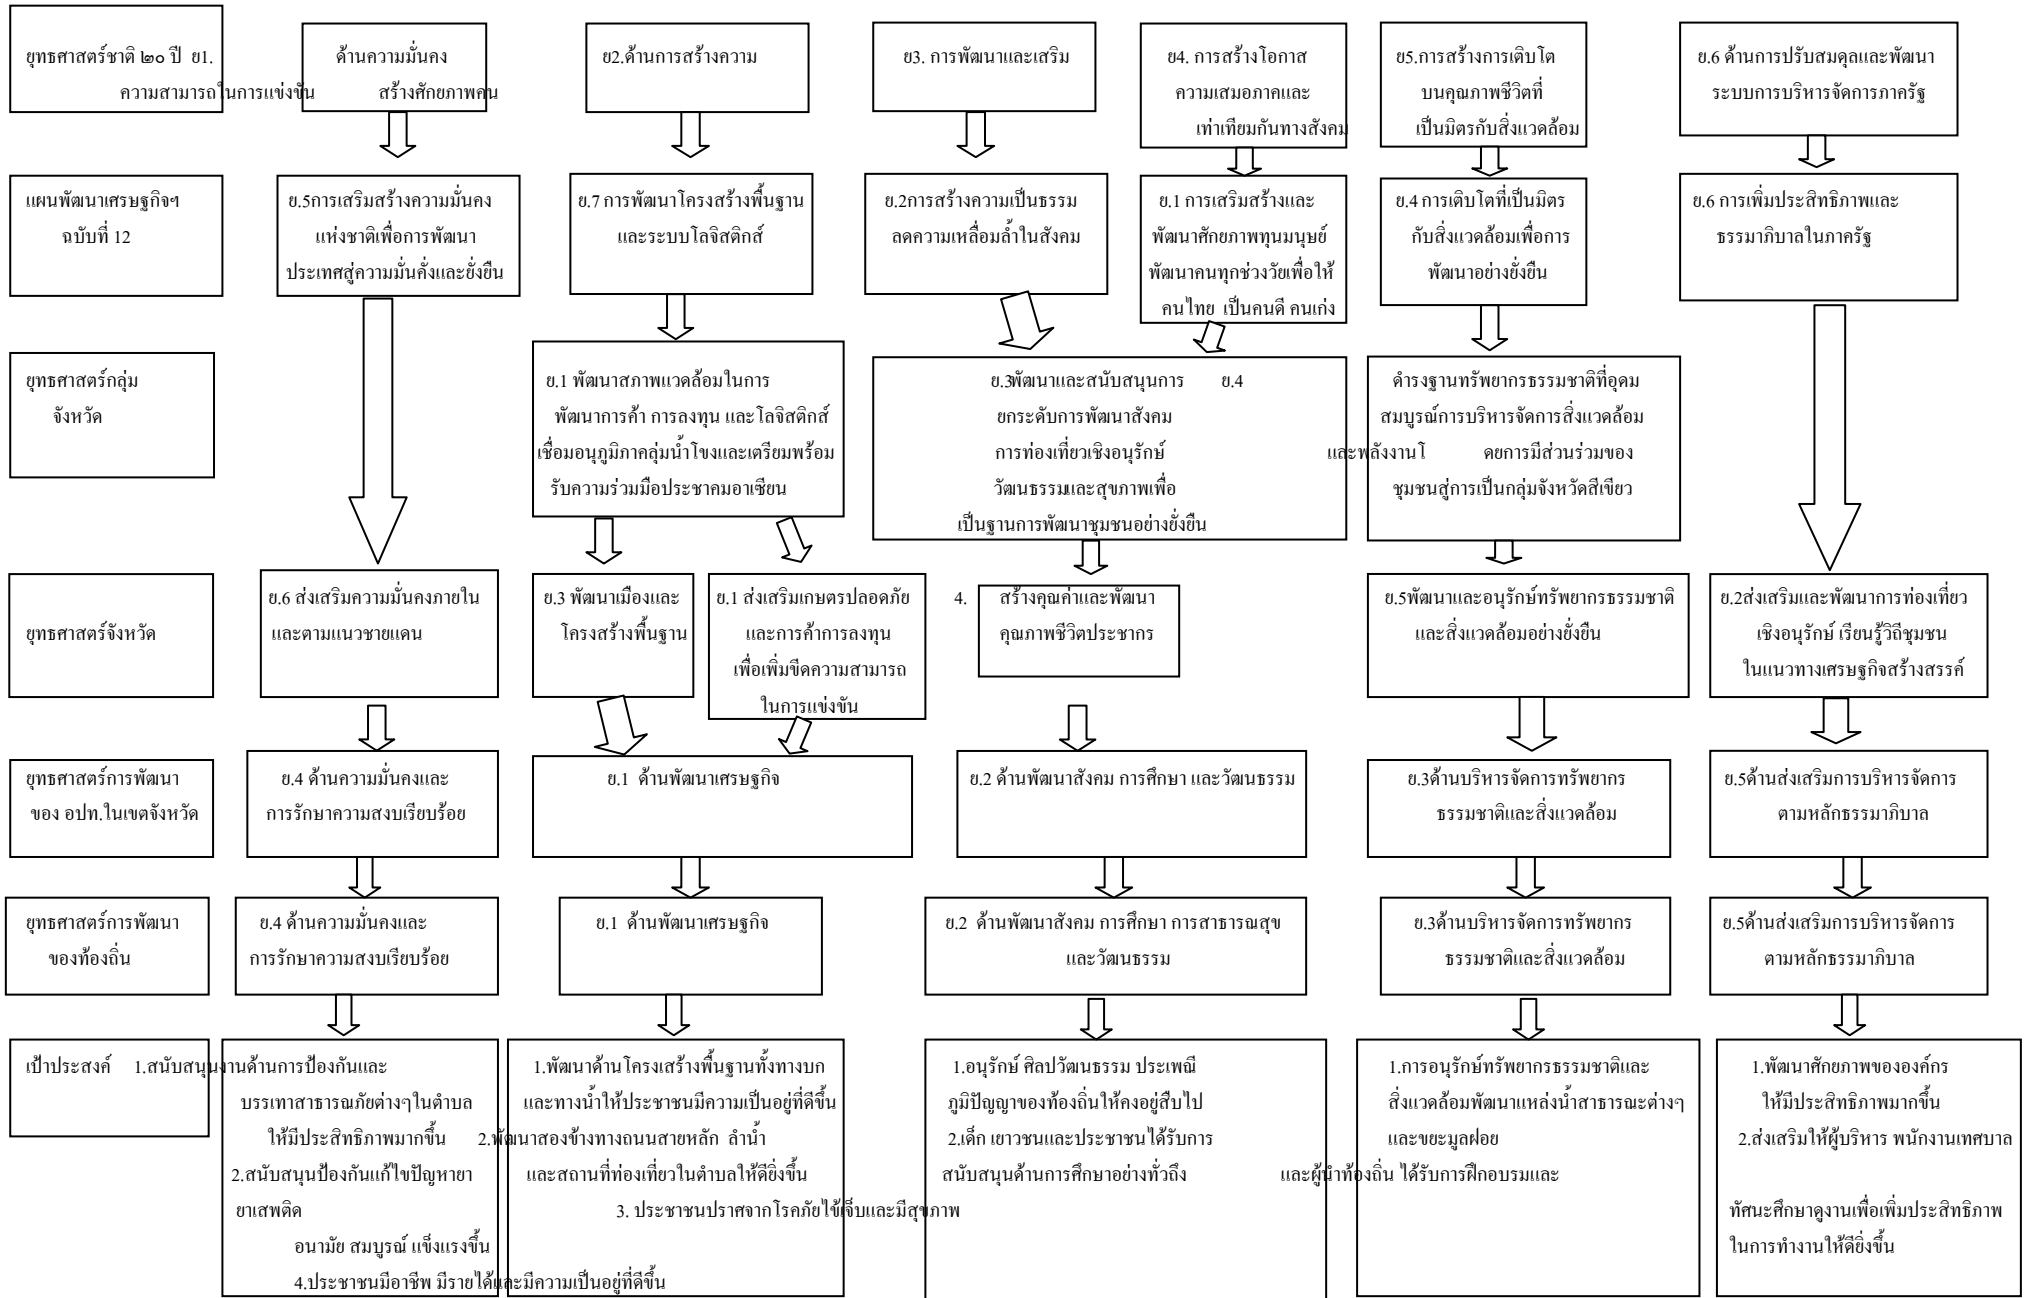 ยุทธศาสตร์ชาติ ๒๐ ปี ย1. ด้านความมั่นคง ย2.ด้านการสร้างความ ย3. การพัฒนาและเสริม ย4. การสร้างโอกาส ย5.การสร้างการเติบโต ย.6 ด้านการปรับสมดุลและพัฒนา
ความสามารถในการแข่งขัน สร้างศักยภาพคน ความเสมอภาคและ บนคุณภาพชีวิตที่ ระบบการบริหารจัดการภาครัฐ
เท่าเทียมกันทางสังคม เป็นมิตรกับสิ่งแวดล้อม
แผนพัฒนาเศรษฐกิจฯ ย.5การเสริมสร้างความมั่นคง ย.7 การพัฒนาโครงสร้างพื้นฐาน ย.2การสร้างความเป็นธรรม ย.1 การเสริมสร้างและ ย.4 การเติบโตที่เป็นมิตร ย.6 การเพิ่มประสิทธิภาพและ
ฉบับที่ 12 แห่งชาติเพื่อการพัฒนา และระบบโลจิสติกส์ ลดความเหลื่อมล้ำในสังคม พัฒนาศักยภาพทุนมนุษย์ กับสิ่งแวดล้อมเพื่อการ ธรรมาภิบาลในภาครัฐ
ประเทศสู่ความมั่นคั่งและยั่งยืน พัฒนาคนทุกช่วงวัยเพื่อให้ พัฒนาอย่างยั่งยืน
คนไทย เป็นคนดี คนเก่ง
ยุทธศาสตร์กลุ่ม ย.1 พัฒนาสภาพแวดล้อมในการ ย.3พัฒนาและสนับสนุนการ ย.4 ดำรงฐานทรัพยากรธรรมชาติที่อุดม
จังหวัด พัฒนาการค้า การลงทุน และโลจิสติกส์ ยกระดับการพัฒนาสังคม สมบูรณ์การบริหารจัดการสิ่งแวดล้อม
เชื่อมอนุภูมิภาคลุ่มน้ำโขงและเตรียมพร้อม การท่องเที่ยวเชิงอนุรักษ์ และพลังงานโ ดยการมีส่วนร่วมของ
รับความร่วมมือประชาคมอาเซียน วัฒนธรรมและสุขภาพเพื่อ ชุมชนสู่การเป็นกลุ่มจังหวัดสีเขียว
เป็นฐานการพัฒนาชุมชนอย่างยั่งยืน
ย.6 ส่งเสริมความมั่นคงภายใน ย.3 พัฒนาเมืองและ ย.1 ส่งเสริมเกษตรปลอดภัย 4. สร้างคุณค่าและพัฒนา ย.5พัฒนาและอนุรักษ์ทรัพยากรธรรมชาติ ย.2ส่งเสริมและพัฒนาการท่องเที่ยว
ยุทธศาสตร์จังหวัด และตามแนวชายแดน โครงสร้างพื้นฐาน และการค้าการลงทุน คุณภาพชีวิตประชากร และสิ่งแวดล้อมอย่างยั่งยืน เชิงอนุรักษ์ เรียนรู้วิถีชุมชน
เพื่อเพิ่มขีดความสามารถ ในแนวทางเศรษฐกิจสร้างสรรค์
ในการแข่งขัน
ยุทธศาสตร์การพัฒนา ย.4 ด้านความมั่นคงและ ย.1 ด้านพัฒนาเศรษฐกิจ ย.2 ด้านพัฒนาสังคม การศึกษา และวัฒนธรรม ย.3ด้านบริหารจัดการทรัพยากร ย.5ด้านส่งเสริมการบริหารจัดการ
ของ อปท.ในเขตจังหวัด การรักษาความสงบเรียบร้อย ธรรมชาติและสิ่งแวดล้อม ตามหลักธรรมาภิบาล
ยุทธศาสตร์การพัฒนา ย.4 ด้านความมั่นคงและ ย.1 ด้านพัฒนาเศรษฐกิจ ย.2 ด้านพัฒนาสังคม การศึกษา การสาธารณสุข ย.3ด้านบริหารจัดการทรัพยากร ย.5ด้านส่งเสริมการบริหารจัดการ
ของท้องถิ่น การรักษาความสงบเรียบร้อย และวัฒนธรรม ธรรมชาติและสิ่งแวดล้อม ตามหลักธรรมาภิบาล
เป้าประสงค์ 1.สนับสนุนงานด้านการป้องกันและ 1.พัฒนาด้านโครงเสร้างพื้นฐานทั้งทางบก 1.อนุรักษ์ ศิลปวัฒนธรรม ประเพณี 1.การอนุรักษ์ทรัพยากรธรรมชาติและ 1.พัฒนาศักยภาพขององค์กร
บรรเทาสาธารณภัยต่างๆในตำบล และทางน้ำให้ประชาชนมีความเป็นอยู่ที่ดีขึ้น ภูมิปัญญาของท้องถิ่นให้คงอยู่สืบไป สิ่งแวดล้อมพัฒนาแหล่งน้ำสาธารณะต่างๆ ให้มีประสิทธิภาพมากขึ้น
ให้มีประสิทธิภาพมากขึ้น 2.พัฒนาสองข้างทางถนนสายหลัก ลำน้ำ 2.เด็ก เยาวชนและประชาชนได้รับการ และขยะมูลฝอย 2.ส่งเสริมให้ผู้บริหาร พนักงานเทศบาล
2.สนับสนุนป้องกันแก้ไขปัญหายา และสถานที่ท่องเที่ยวในตำบลให้ดียิ่งขึ้น สนับสนุนด้านการศึกษาอย่างทั่วถึง และผู้นำท้องถิ่น ได้รับการฝึกอบรมและ
ยาเสพติด 3. ประชาชนปราศจากโรคภัยไข้เจ็บและมีสุขภาพ ทัศนะศึกษาดูงานเพื่อเพิ่มประสิทธิภาพ
อนามัย สมบูรณ์ แข็งแรงขึ้น ในการทำงานให้ดียิ่งขึ้น
4.ประชาชนมีอาชีพ มีรายได้และมีความเป็นอยู่ที่ดีขึ้น